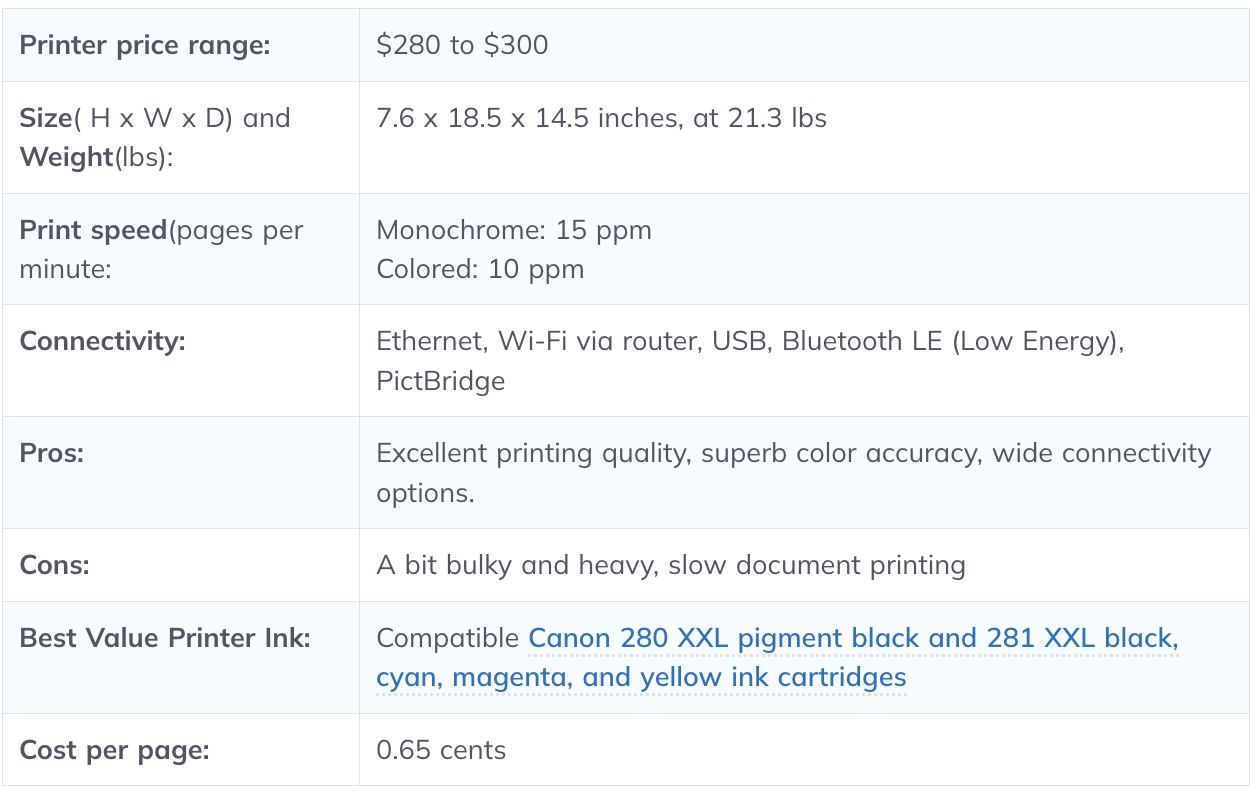 Printer price range:
$280 to $300
Size( H x W x D) and
Weight(lbs):
7.6 x 18.5 x 14.5 inches, at 21.3 lbs
Print speed(pages per
minute:
Monochrome: 15 ppm
Colored: 10 ppm
Connectivity:
Ethernet, Wi-Fi via router, USB, Bluetooth LE (Low Energy),
PictBridge
Pros:
Excellent printing quality, superb color accuracy, wide connectivity
options.
Cons:
A bit bulky and heavy, slow document printing
Best Value Printer Ink:
Compatible Canon 280 XXL pigment black and 281 XXL black,
cyan, magenta, and yellow ink cartridges
Cost per page:
0.65 cents